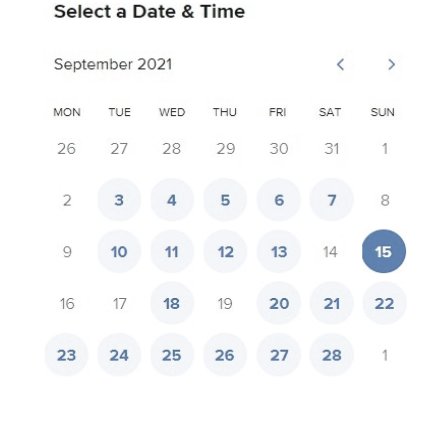 Select a Date & Time
September 2021
MON TUE WED THU FRI SAT SUN
26 27 28 29 30 31 1
2 3 4 5 6 7 8
9 10 11 12 13 14 15
16 17 18 19 20 21 22
23 24 25 26 27 28 1